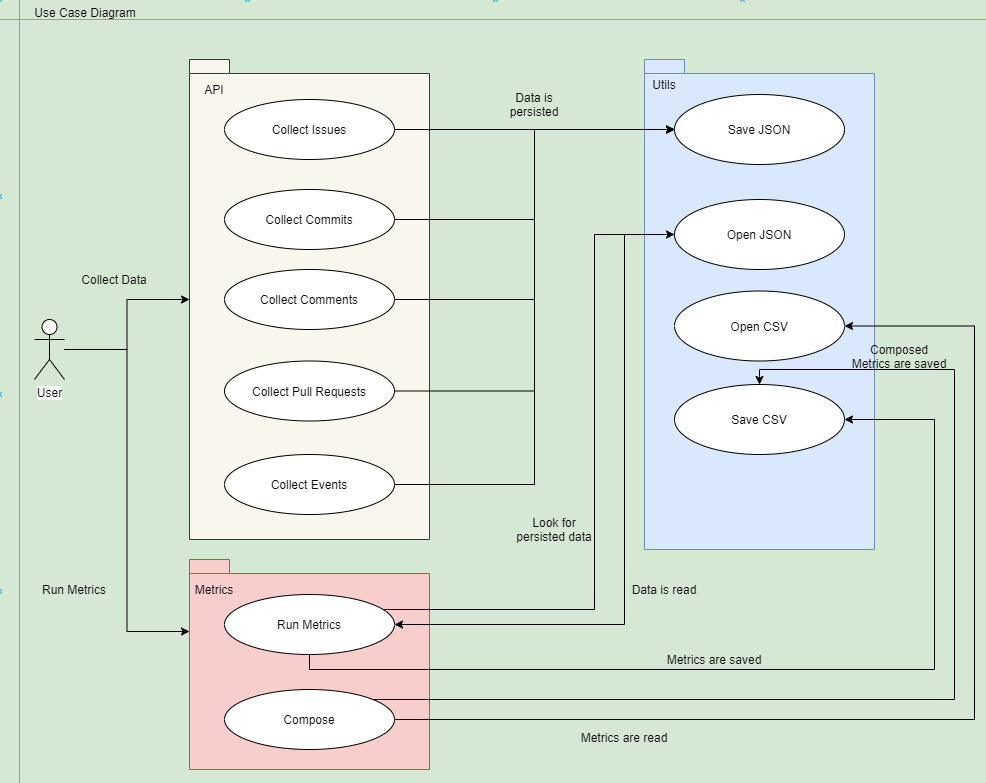 Use Case Diagram
API
Collect Issues
Collect Commits
Collect Comments
Collect Pull Requests
Collect Events
Data is
persisted
Utils
Save JSON
Open JSON
Open CSV
Composed
Metrics are saved
Save CSV
Collect Data
User
Run Metrics
Look for
persisted data
Data is read
Metrics
Run Metrics
Metrics are saved
Compose
Metrics are read